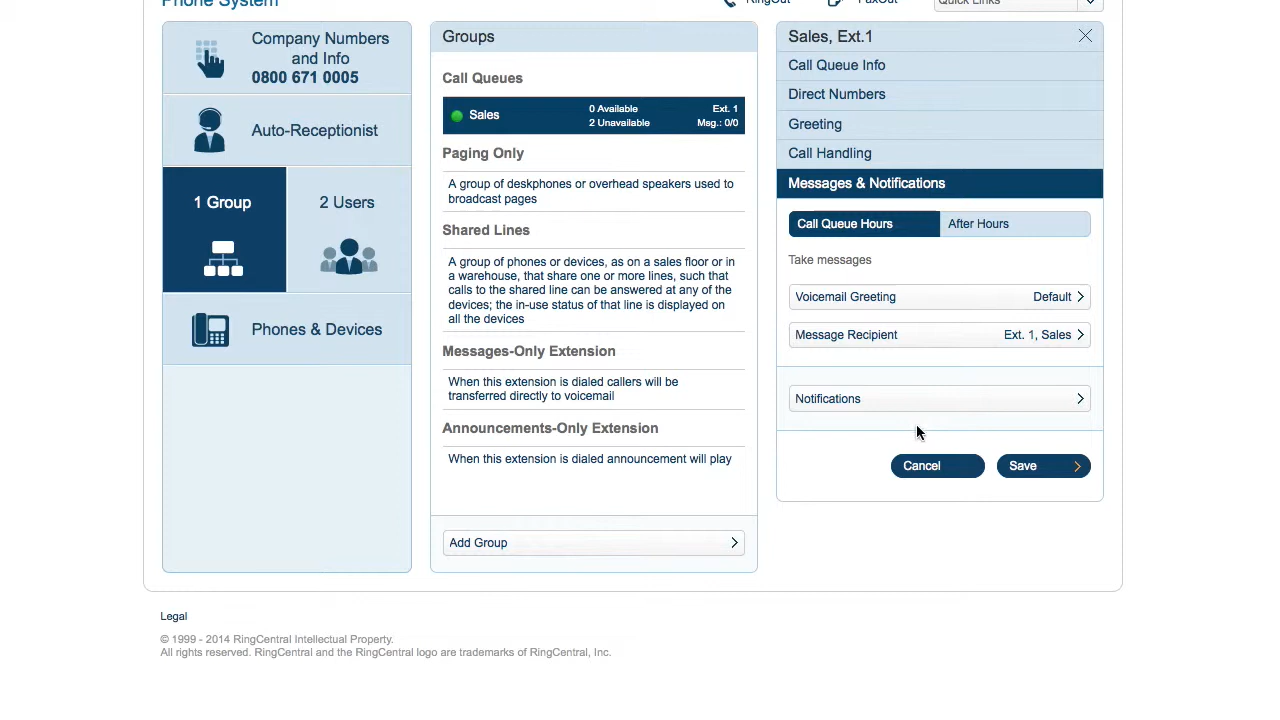 Phone System
RingOut
FaxOut
Quick Links
Company Numbers
and Info
0800 671 0005
Auto-Receptionist
1 Group
2 Users
Phones & Devices
Groups
Call Queues
Sales
0 Available
2 Unavailable
Ext. 1
Msg.: 0/0
Paging Only
A group of deskphones or overhead speakers used to
broadcast pages
Shared Lines
A group of phones or devices, as on a sales floor or in
a warehouse, that share one or more lines, such that
calls to the shared line can be answered at any of the
devices; the in-use status of that line is displayed on
all the devices
Messages-Only Extension
When this extension is dialed callers will be
transferred directly to voicemail
Announcements-Only Extension
When this extension is dialed announcement will play
Add Group
Sales, Ext.1
Call Queue Info
Direct Numbers
Greeting
Call Handling
Messages & Notifications
Call Queue Hours
After Hours
Take messages
Voicemail Greeting Default
Message Recipient Ext. 1, Sales
Notifications
Cancel
Save
Legal
© 1999 - 2014 RingCentral Intellectual Property.
All rights reserved. RingCentral and the RingCentral logo are trademarks of RingCentral, Inc.